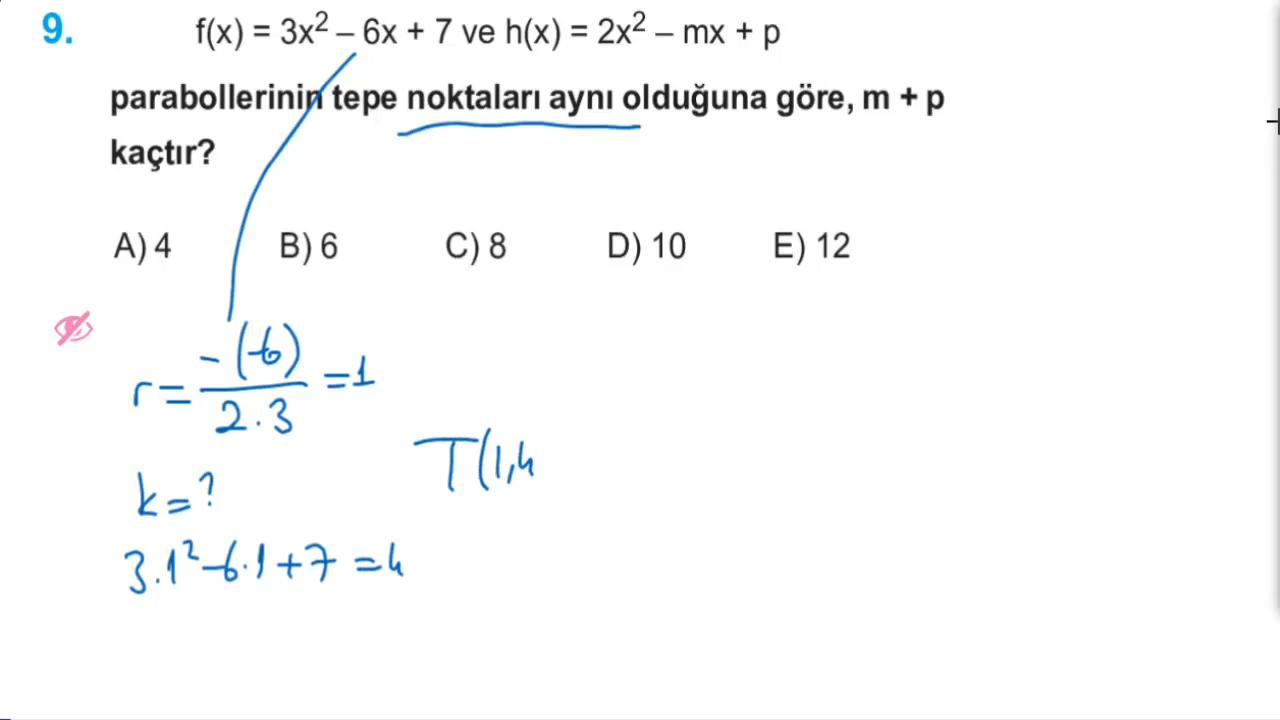 9. f(x) = 3x² – 6x + 7 ve h(x) = 2x² – mx + p
parabollerinin tepe noktaları aynı olduğuna göre, m + p
kaçtır?
A) 4 B) 6 C) 8 D) 10 E) 12
r = -(-6) / 2.3 = 1
T(1,4
k = ?
3.1² - 6.1 + 7 = 4